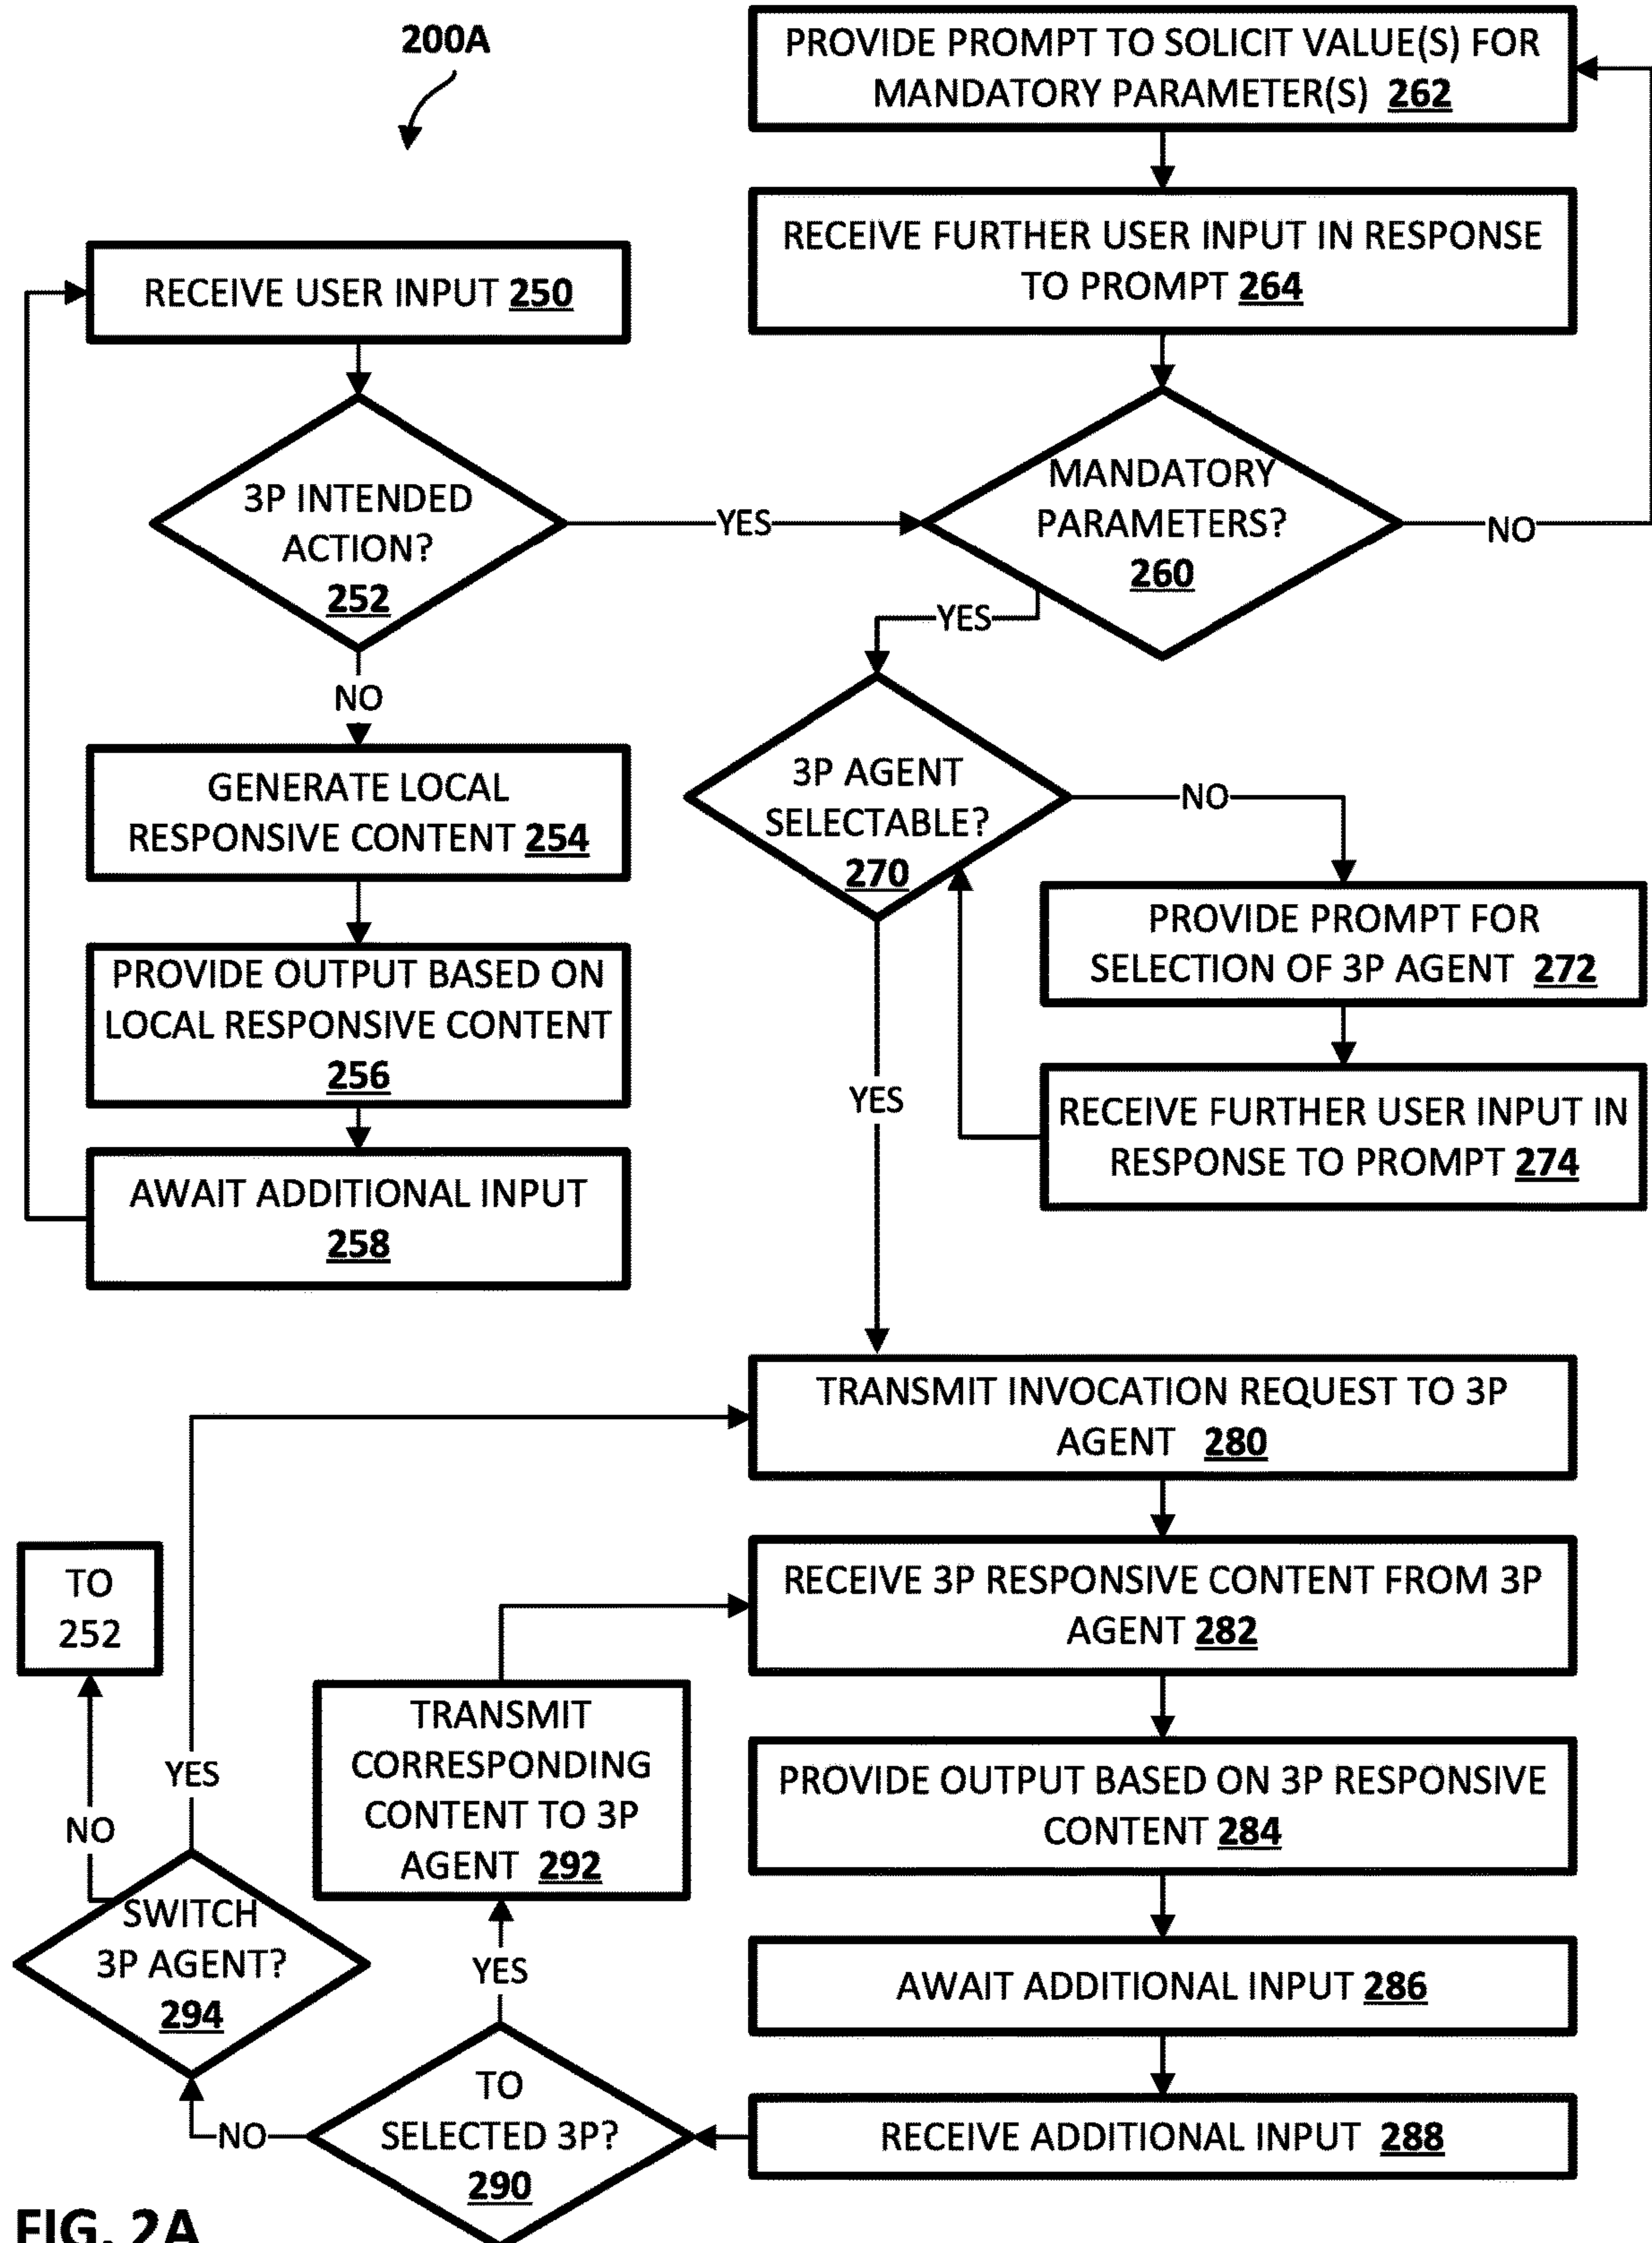 200A
PROVIDE PROMPT TO SOLICIT VALUE(S) FOR
MANDATORY PARAMETER(S) 262
RECEIVE FURTHER USER INPUT IN RESPONSE
TO PROMPT 264
RECEIVE USER INPUT 250
3P INTENDED
ACTION?
252
YES
MANDATORY
PARAMETERS?
260
NO
YES
NO
GENERATE LOCAL
RESPONSIVE CONTENT 254
3P AGENT
SELECTABLE?
270
NO
PROVIDE PROMPT FOR
SELECTION OF 3P AGENT 272
PROVIDE OUTPUT BASED ON
LOCAL RESPONSIVE CONTENT
256
YES
RECEIVE FURTHER USER INPUT IN
RESPONSE TO PROMPT 274
AWAIT ADDITIONAL INPUT
258
TRANSMIT INVOCATION REQUEST TO 3P
AGENT 280
RECEIVE 3P RESPONSIVE CONTENT FROM 3P
AGENT 282
TO
252
TRANSMIT
CORRESPONDING
CONTENT TO 3P
AGENT 292
PROVIDE OUTPUT BASED ON 3P RESPONSIVE
CONTENT 284
YES
NO
SWITCH
3P AGENT?
294
YES
AWAIT ADDITIONAL INPUT 286
TO
SELECTED 3P?
290
NO
RECEIVE ADDITIONAL INPUT 288
FIG. 2A